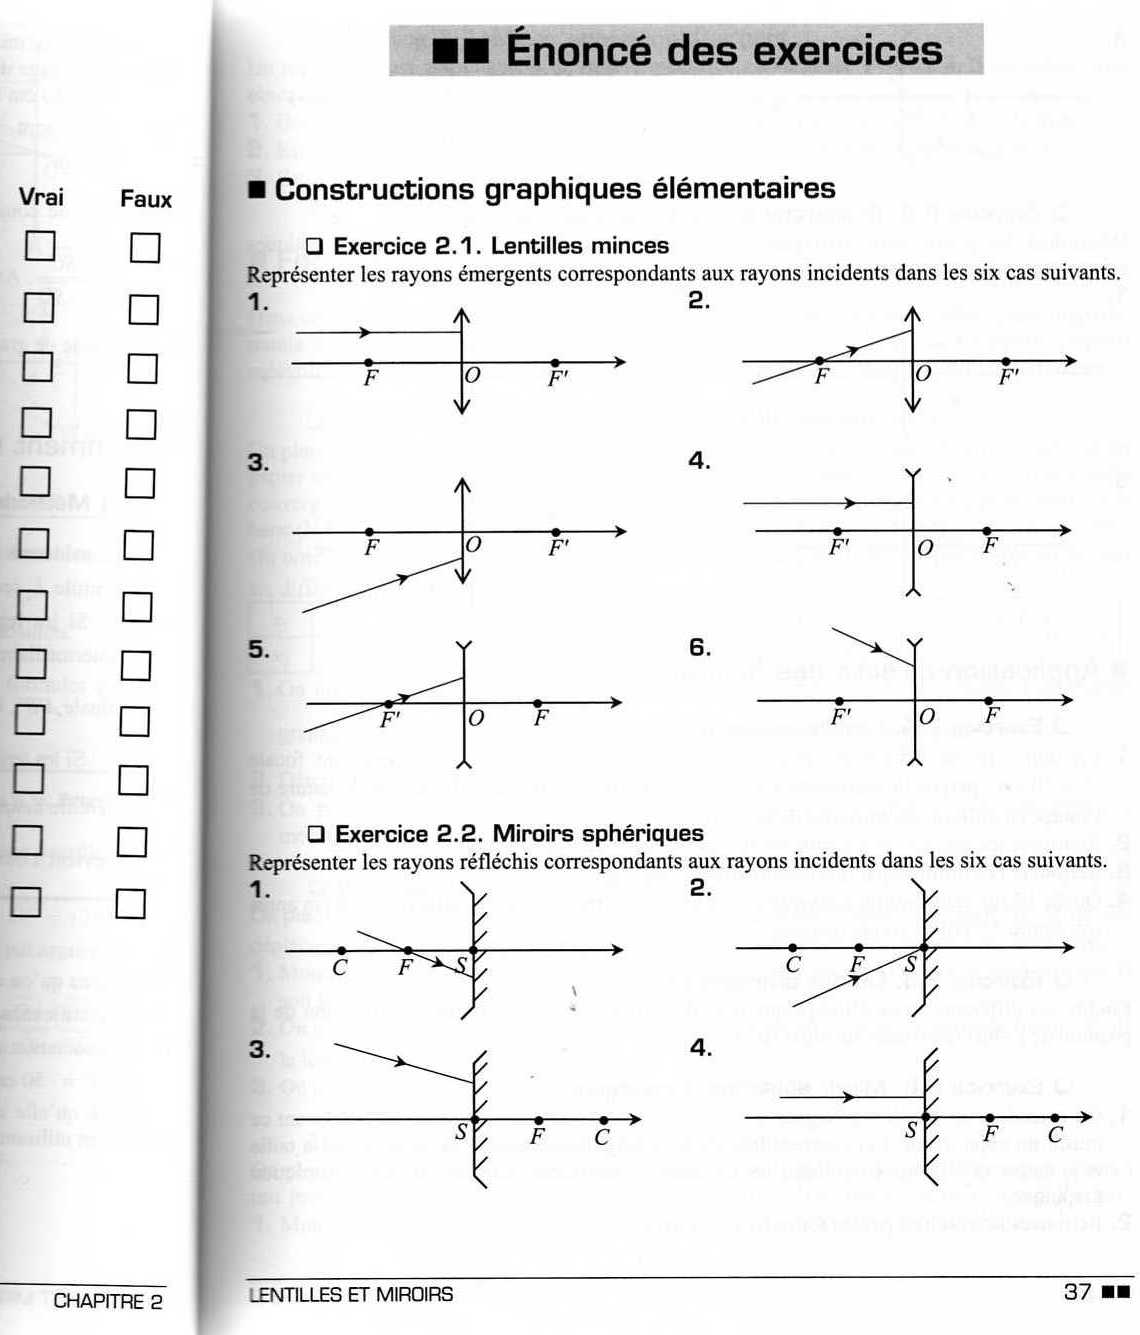 ■■ Énoncé des exercices
Vrai Faux
■ Constructions graphiques élémentaires
❑ Exercice 2.1. Lentilles minces
Représenter les rayons émergents correspondants aux rayons incidents dans les six cas suivants.
1. 2.
F O F'
F O F'
3. 4.
F O F'
F' O F
5. 6.
F' O F
F' O F
❑ Exercice 2.2. Miroirs sphériques
Représenter les rayons réfléchis correspondants aux rayons incidents dans les six cas suivants.
1. 2.
C F S
C F S
3. 4.
S F C
S F C
CHAPITRE 2
LENTILLES ET MIROIRS 37 ■■